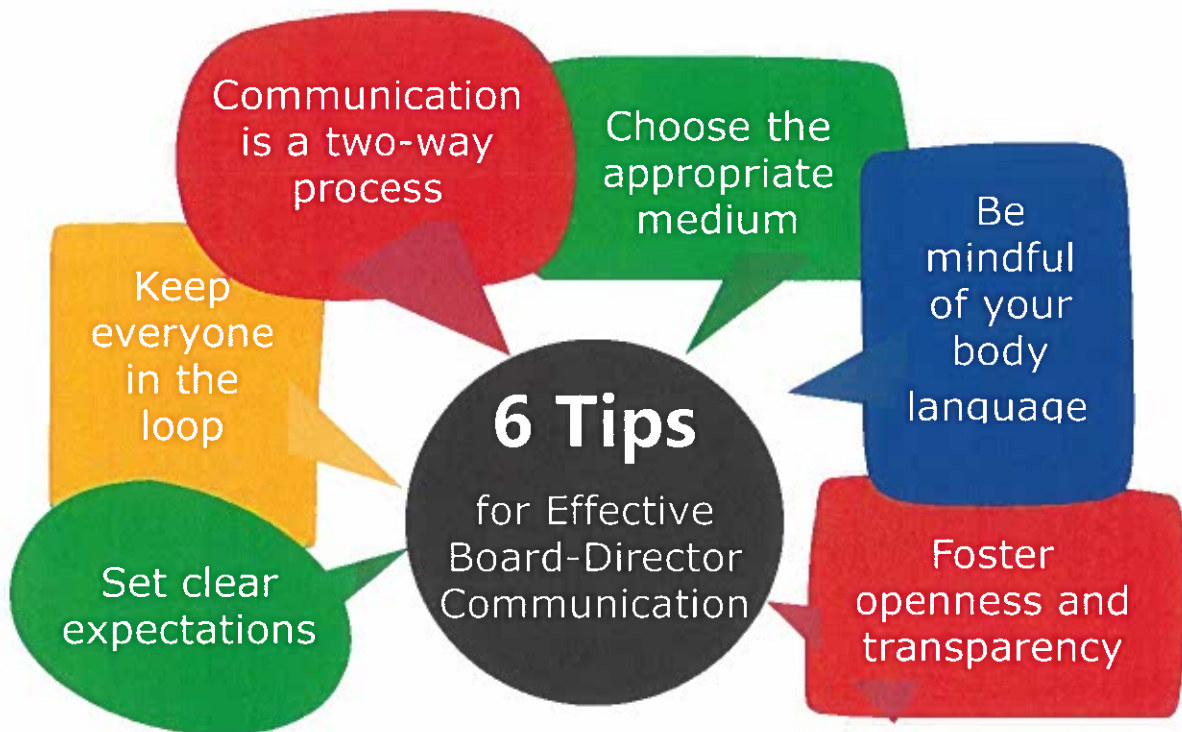 Communication
is a two-way
process
Choose the
appropriate
medium
Be
mindful
of your
body
language
Keep
everyone
in the
loop
6 Tips
for Effective
Board-Director
Communication
Set clear
expectations
Foster
openness and
transparency